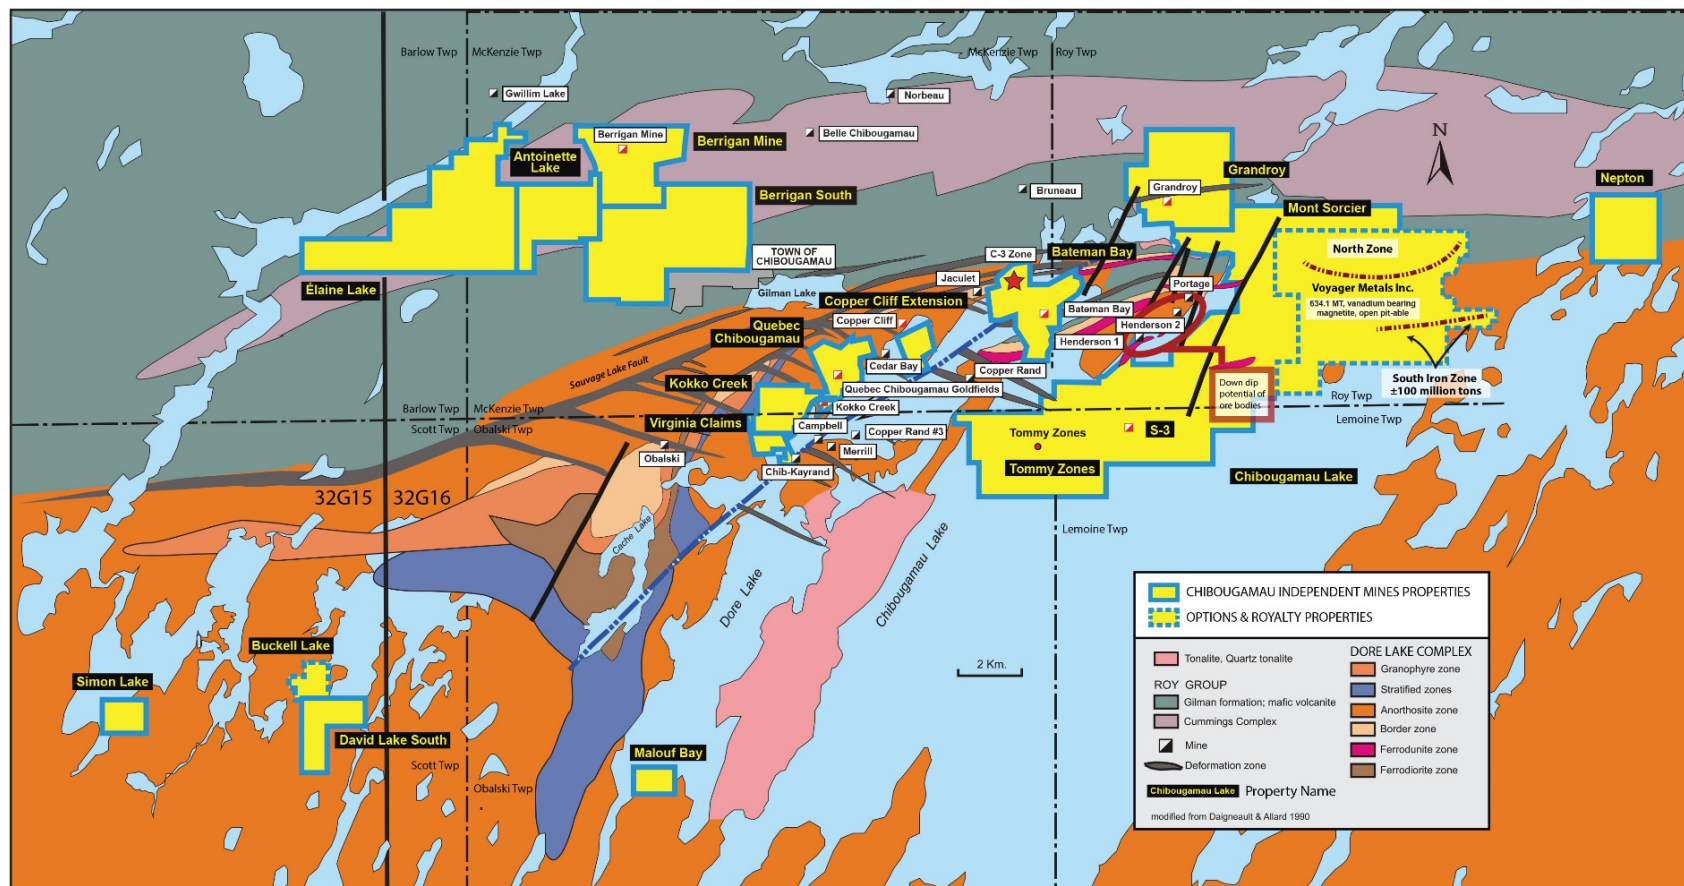 Barlow Twp
McKenzie Twp
McKenzie Twp
Roy Twp
Gwillim Lake
Norbeau
Berrigan Mine
Belle Chibougamau
Berrigan Mine
Antoinette
Lake
N
Grandroy
Nepton
Berrigan South
Bruneau
Grandroy
Mont Sorcier
TOWN OF
CHIBOUGAMAU
C-3 Zone
Bateman Bay
North Zone
Élaine Lake
Gilman Lake
Jaculet
Portage
Voyager Metals Inc.
634.1 MT, vanadium bearing
magnetite, open pit-able
Copper Cliff Extension
Bateman Bay
Copper Cliff
Henderson 2
Quebec
Chibougamau
Henderson 1
Sauvage Lake Fault
Cedar Bay
Copper Rand
South Iron Zone
±100 million tons
Kokko Creek
Quebec Chibougamau Goldfields
Down dip
potential of
ore bodies
Roy Twp
Barlow Twp
McKenzie Twp
Kokko Creek
Lemoine Twp
Scott Twp
Obalski Twp
Virginia Claims
Campbell
Copper Rand #3
Tommy Zones
S-3
Obalski
Merrill
Chib-Kayrand
Tommy Zones
Chibougamau Lake
32G15
32G16
Lemoine Twp
Cache Lake
Dore Lake
Chibougamau Lake
CHIBOUGAMAU INDEPENDENT MINES PROPERTIES
OPTIONS & ROYALTY PROPERTIES
Buckell Lake
Simon Lake
2 Km.
David Lake South
Malouf Bay
Scott Twp
Obalski Twp
Tonalite, Quartz tonalite
ROY GROUP
Gilman formation; mafic volcanite
Cummings Complex
Mine
Deformation zone
DORE LAKE COMPLEX
Granophyre zone
Stratified zones
Anorthosite zone
Border zone
Ferrodunite zone
Ferrodiorite zone
Chibougamau Lake
Property Name
modified from Daigneault & Allard 1990